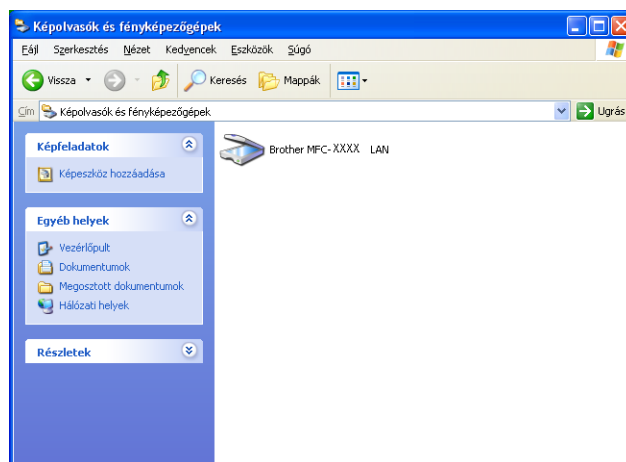 Képolvasók és fényképezőgépek
Fájl Szerkesztés Nézet Kedvencek Eszközök Súgó
Vissza Keresés Mappák
Cím Képolvasók és fényképezőgépek Ugrás
Képfeladatok
Képeszköz hozzáadása
Egyéb helyek
Vezérlőpult
Dokumentumok
Megosztott dokumentumok
Hálózati helyek
Részletek
Brother MFC-XXXX LAN